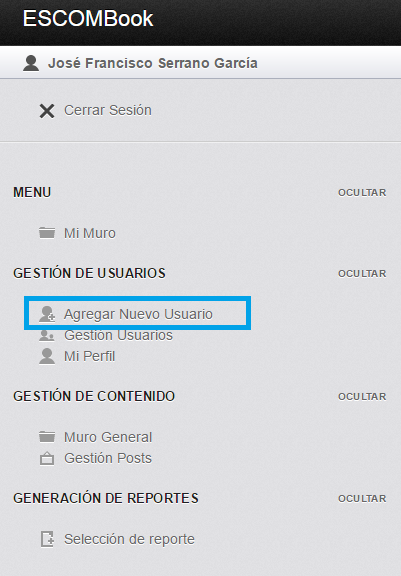 ESCOMBook
José Francisco Serrano García
Cerrar Sesión
MENU OCULTAR
Mi Muro
GESTIÓN DE USUARIOS OCULTAR
Agregar Nuevo Usuario
Gestión Usuarios
Mi Perfil
GESTIÓN DE CONTENIDO OCULTAR
Muro General
Gestión Posts
GENERACIÓN DE REPORTES OCULTAR
Selección de reporte